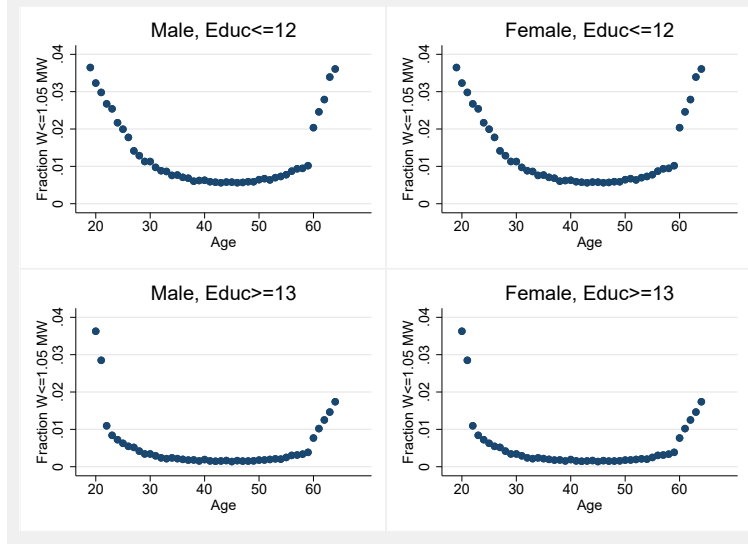 Male, Educ<=12
Fraction W<=1.05 MW
.04
.03
.02
.01
0
20 30 40 50 60
Age
Female, Educ<=12
Fraction W<=1.05 MW
.04
.03
.02
.01
0
20 30 40 50 60
Age
Male, Educ>=13
Fraction W<=1.05 MW
.04
.03
.02
.01
0
20 30 40 50 60
Age
Female, Educ>=13
Fraction W<=1.05 MW
.04
.03
.02
.01
0
20 30 40 50 60
Age